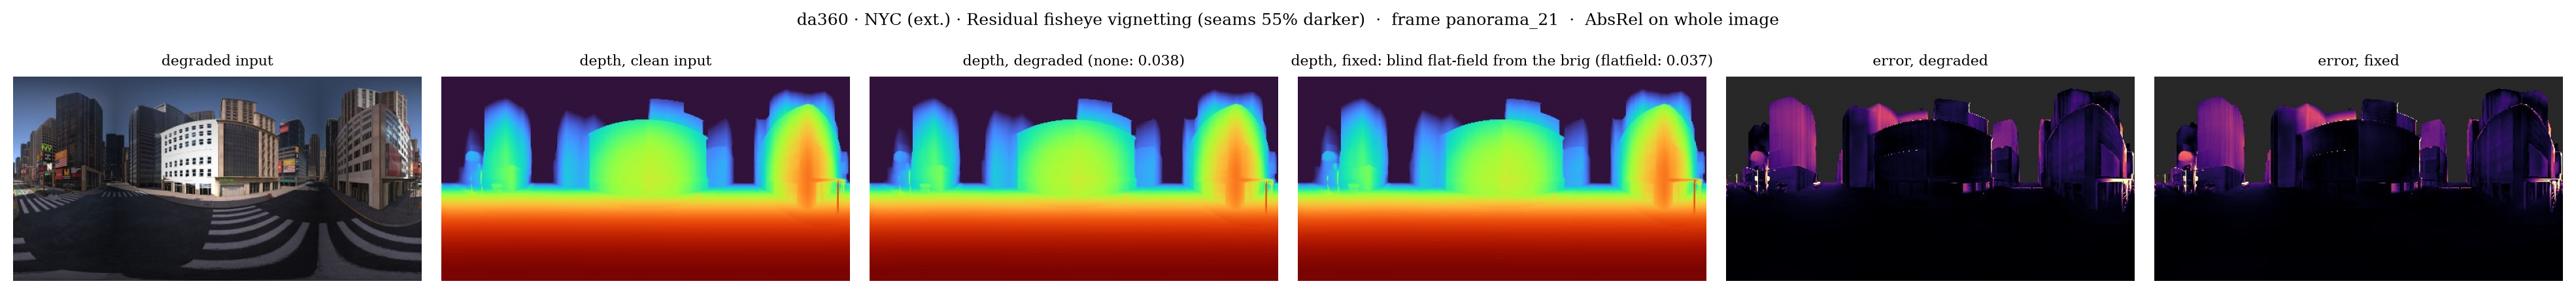 da360 · NYC (ext.) · Residual fisheye vignetting (seams 55% darker)  ·  frame panorama_21  ·  AbsRel on whole image
degraded input
depth, clean input
depth, degraded (none: 0.038)
depth, fixed: blind flat-field from the brig (flatfield: 0.037)
error, degraded
error, fixed